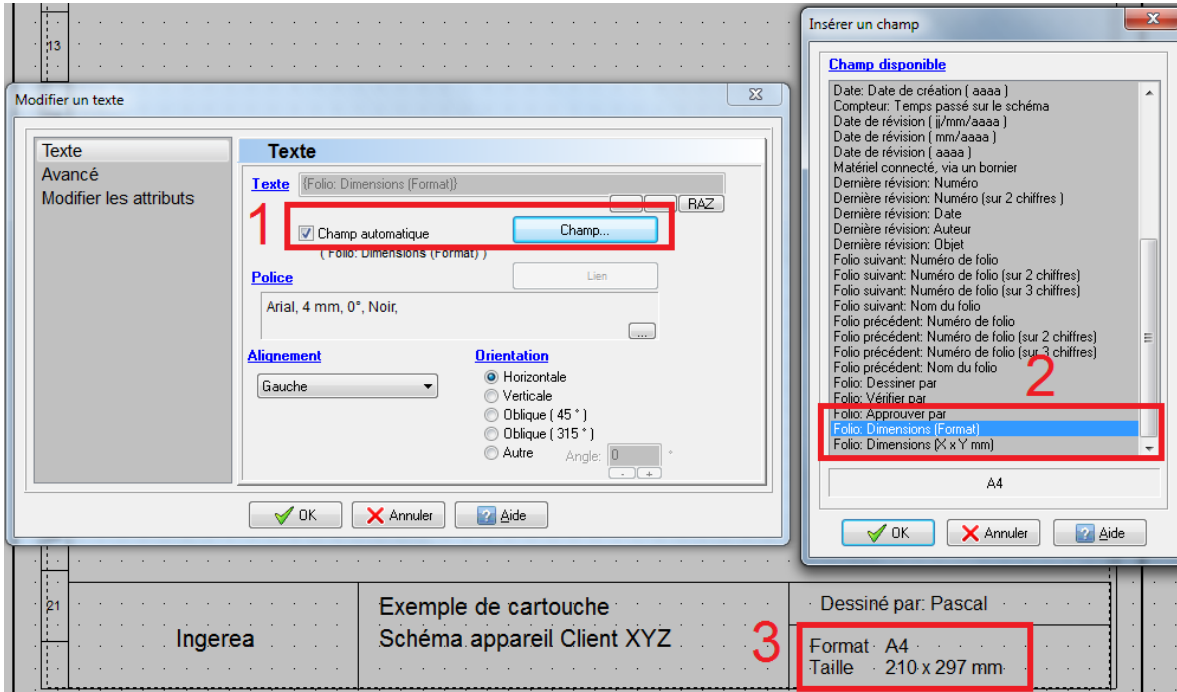 13
Modifier un texte
Texte
Avancé
Modifier les attributs
Texte
Texte {Folio: Dimensions (Format)}
RAZ
1
Champ automatique Champ...
( Folio: Dimensions (Format) )
Police Lien
Arial, 4 mm, 0°, Noir,
...
Alignement
Gauche
Orientation
Horizontale
Verticale
Oblique ( 45 ° )
Oblique ( 315 ° )
Autre Angle: 0 °
- +
OK Annuler Aide
Insérer un champ
Champ disponible
Date: Date de création ( aaaa )
Compteur: Temps passé sur le schéma
Date de révision ( jj/mm/aaaa )
Date de révision ( mm/aaaa )
Date de révision ( aaaa )
Matériel connecté, via un bornier
Dernière révision: Numéro
Dernière révision: Numéro (sur 2 chiffres )
Dernière révision: Date
Dernière révision: Auteur
Dernière révision: Objet
Folio suivant: Numéro de folio
Folio suivant: Numéro de folio (sur 2 chiffres)
Folio suivant: Numéro de folio (sur 3 chiffres)
Folio suivant: Nom du folio
Folio précédent: Numéro de folio
Folio précédent: Numéro de folio (sur 2 chiffres)
Folio précédent: Numéro de folio (sur 3 chiffres)
Folio précédent: Nom du folio
Folio: Dessiner par
Folio: Vérifier par
Folio: Approuver par
Folio: Dimensions (Format)
Folio: Dimensions (X x Y mm)
2
A4
OK Annuler Aide
21
Ingerea
Exemple de cartouche
Schéma appareil Client XYZ
Dessiné par: Pascal
3
Format A4
Taille 210 x 297 mm